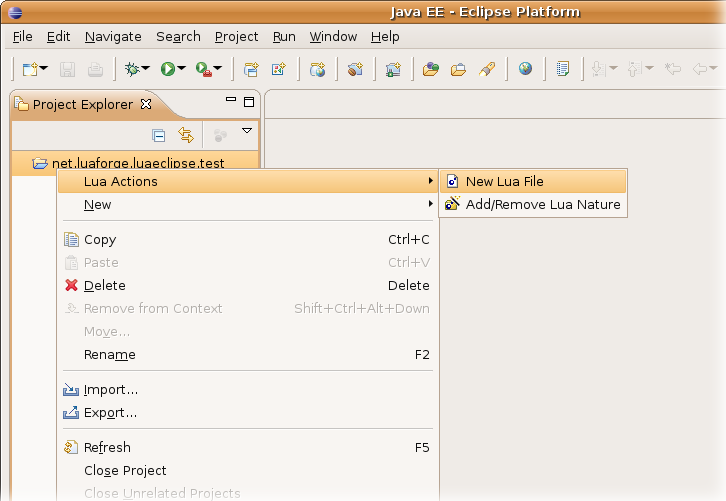 Java EE - Eclipse Platform
File Edit Navigate Search Project Run Window Help
Project Explorer
net.luaforge.luaeclipse.test
Lua Actions
New Lua File
New
Add/Remove Lua Nature
Copy Ctrl+C
Paste Ctrl+V
Delete Delete
Remove from Context Shift+Ctrl+Alt+Down
Move...
Rename F2
Import...
Export...
Refresh F5
Close Project
Close Unrelated Projects